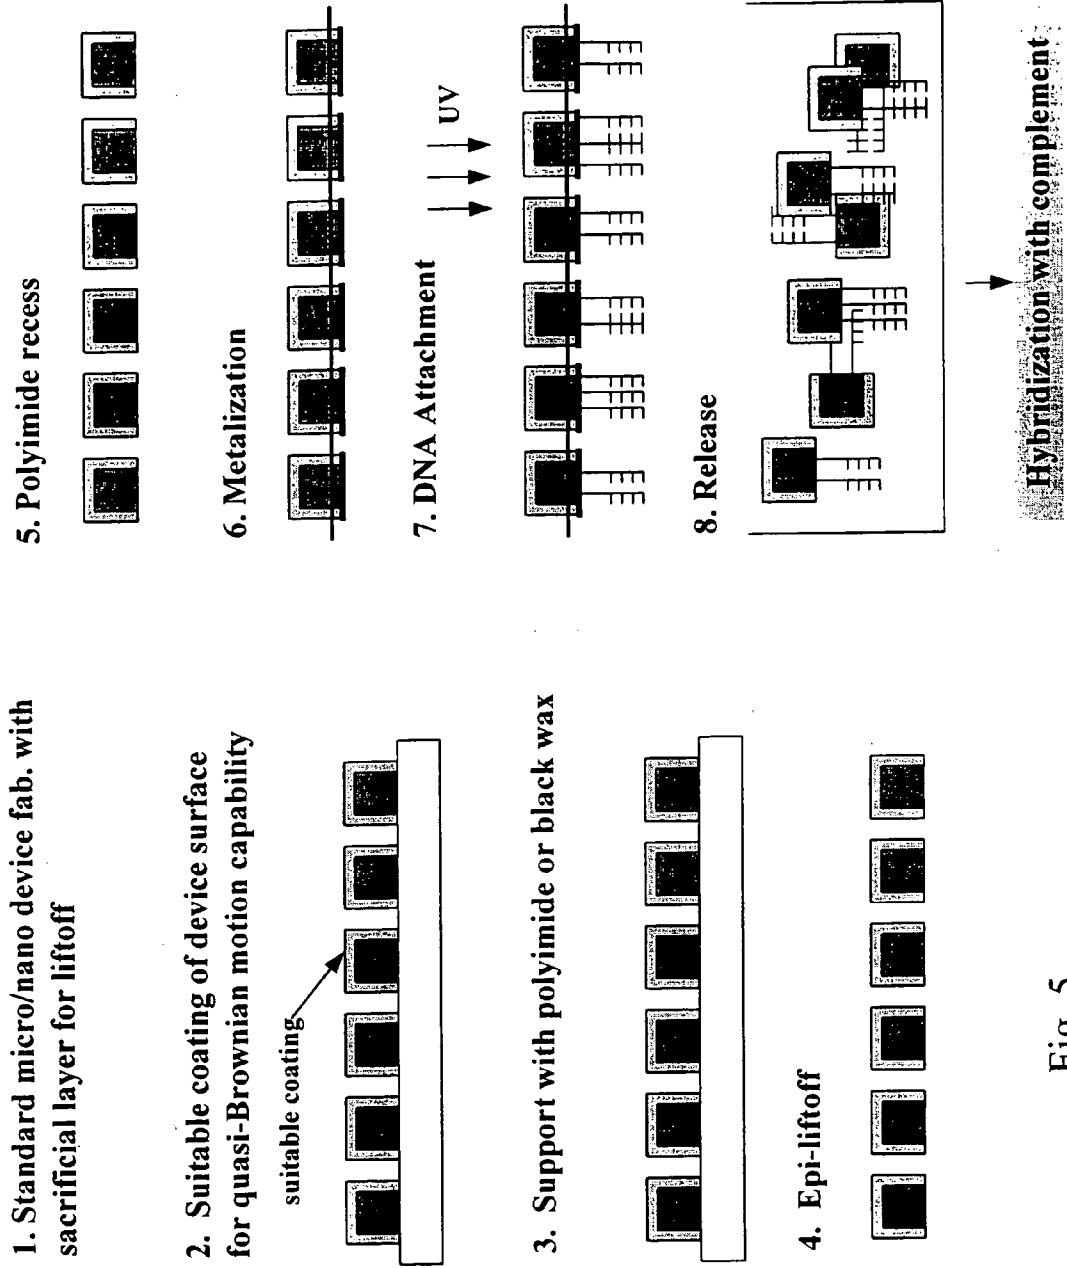 1. Standard micro/nano device fab. with
sacrificial layer for liftoff
2. Suitable coating of device surface
for quasi-Brownian motion capability
suitable coating
3. Support with polyimide or black wax
4. Epi-liftoff
5. Polyimide recess
6. Metalization
7. DNA Attachment
UV
8. Release
Hybridization with complement
Fig. 5